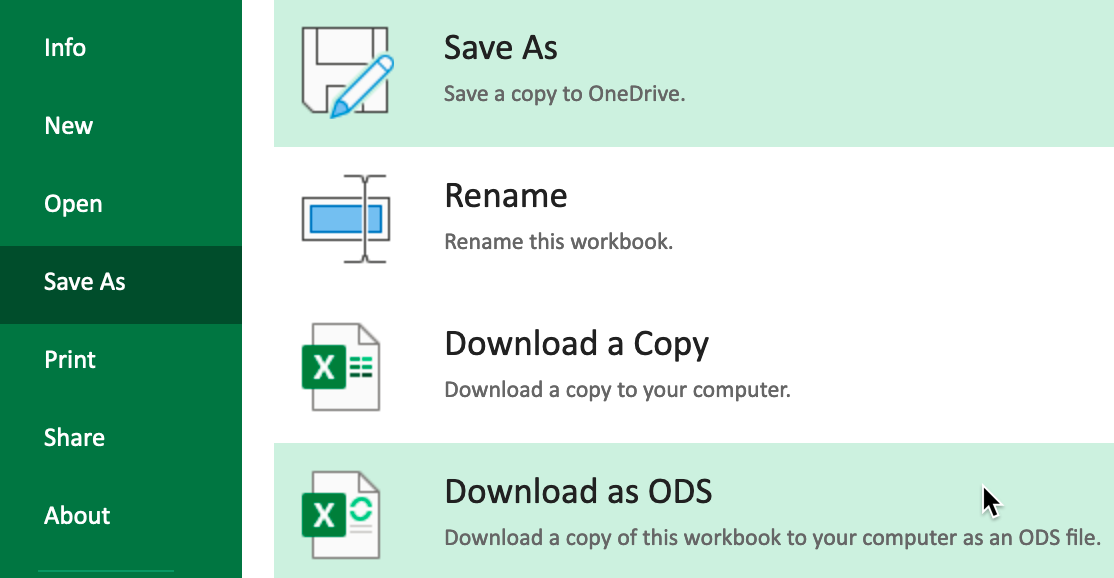 Info
New
Open
Save As
Print
Share
About
Save As
Save a copy to OneDrive.
Rename
Rename this workbook.
X
Download a Copy
Download a copy to your computer.
X
Download as ODS
Download a copy of this workbook to your computer as an ODS file.